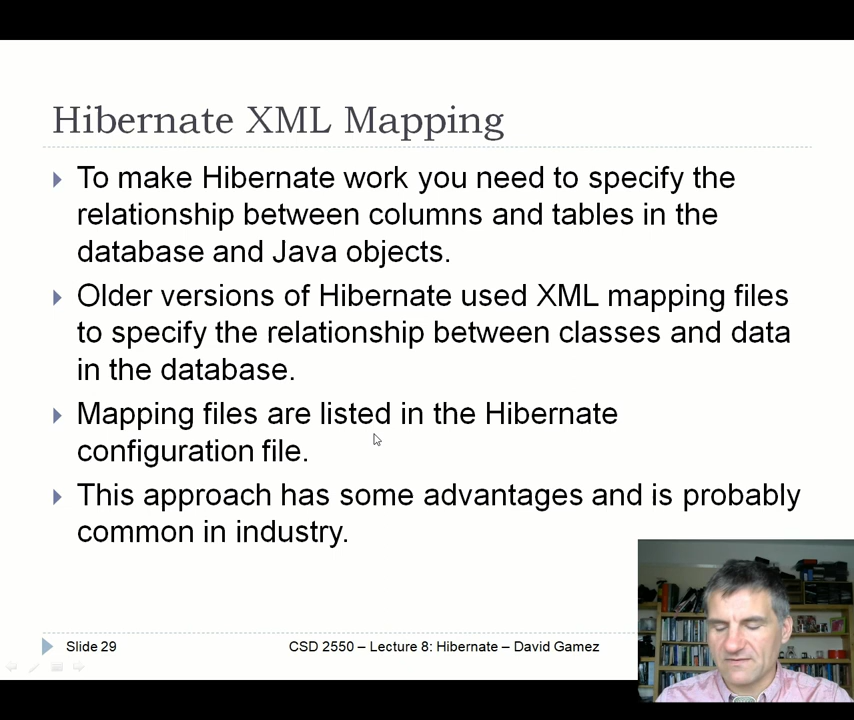 Hibernate XML Mapping
To make Hibernate work you need to specify the
relationship between columns and tables in the
database and Java objects.
Older versions of Hibernate used XML mapping files
to specify the relationship between classes and data
in the database.
Mapping files are listed in the Hibernate
configuration file.
This approach has some advantages and is probably
common in industry.
Slide 29
CSD 2550 – Lecture 8: Hibernate – David Gamez